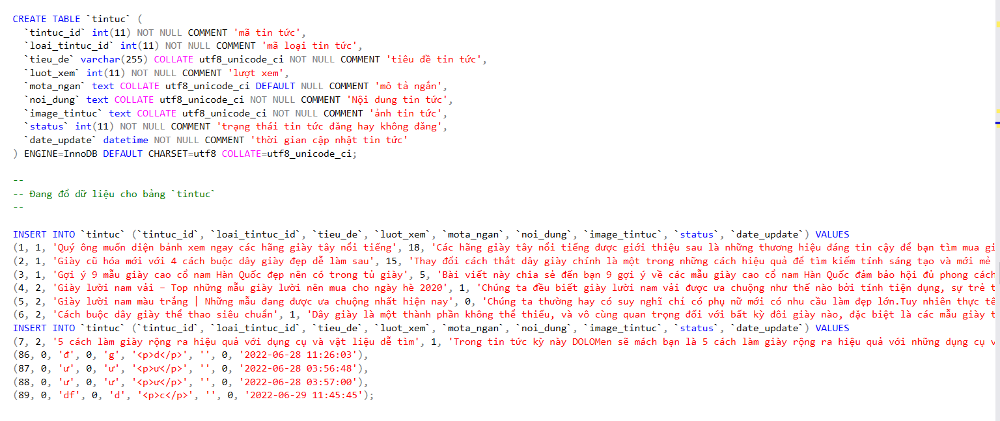 CREATE TABLE `tintuc` (
  `tintuc_id` int(11) NOT NULL COMMENT 'mã tin tức',
  `loai_tintuc_id` int(11) NOT NULL COMMENT 'mã loại tin tức',
  `tieu_de` varchar(255) COLLATE utf8_unicode_ci NOT NULL COMMENT 'tiêu đề tin tức',
  `luot_xem` int(11) NOT NULL COMMENT 'lượt xem',
  `mota_ngan` text COLLATE utf8_unicode_ci DEFAULT NULL COMMENT 'mô tả ngắn',
  `noi_dung` text COLLATE utf8_unicode_ci NOT NULL COMMENT 'Nội dung tin tức',
  `image_tintuc` text COLLATE utf8_unicode_ci NOT NULL COMMENT 'ảnh tin tức',
  `status` int(11) NOT NULL COMMENT 'trạng thái tin tức đăng hay không đăng',
  `date_update` datetime NOT NULL COMMENT 'thời gian cập nhật tin tức'
) ENGINE=InnoDB DEFAULT CHARSET=utf8 COLLATE=utf8_unicode_ci;
--
-- Đang đổ dữ liệu cho bảng `tintuc`
--
INSERT INTO `tintuc` (`tintuc_id`, `loai_tintuc_id`, `tieu_de`, `luot_xem`, `mota_ngan`, `noi_dung`, `image_tintuc`, `status`, `date_update`) VALUES
(1, 1, 'Quý ông muốn diện bảnh xem ngay các hãng giày tây nổi tiếng', 18, 'Các hãng giày tây nổi tiếng được giới thiệu sau là những thương hiệu đáng tin cậy để bạn tìm mua gi
(2, 1, 'Giày cũ hóa mới với 4 cách buộc dây giày đẹp dễ làm sau', 15, 'Thay đổi cách thắt dây giày chính là một trong những cách hiệu quả để tìm kiếm tính sáng tạo và mới mẻ
(3, 1, 'Gợi ý 9 mẫu giày cao cổ nam Hàn Quốc đẹp nên có trong tủ giày', 5, 'Bài viết này chia sẻ đến bạn 9 gợi ý về các mẫu giày cao cổ nam Hàn Quốc đảm bảo hội đủ phong cách
(4, 2, 'Giày lười nam vải – Top những mẫu giày lười nên mua cho ngày hè 2020', 1, 'Chúng ta đều biết giày lười nam vải được ưa chuộng như thế nào bởi tính tiện dụng, sự trẻ t
(5, 2, 'Giày lười nam màu trắng | Những mẫu đang được ưa chuộng nhất hiện nay', 0, 'Chúng ta thường hay có suy nghĩ chỉ có phụ nữ mới có nhu cầu làm đẹp lớn.Tuy nhiên thực tế
(6, 2, 'Cách buộc dây giày thể thao siêu chuẩn', 1, 'Dây giày là một thành phần không thể thiếu, và vô cùng quan trọng đối với bất kỳ đôi giày nào, đặc biệt là các mẫu giày t
INSERT INTO `tintuc` (`tintuc_id`, `loai_tintuc_id`, `tieu_de`, `luot_xem`, `mota_ngan`, `noi_dung`, `image_tintuc`, `status`, `date_update`) VALUES
(7, 2, '5 cách làm giày rộng ra hiệu quả với dụng cụ và vật liệu dễ tìm', 1, 'Trong tin tức kỳ này DOLOMen sẽ mách bạn là 5 cách làm giày rộng ra hiệu quả với những dụng cụ v
(86, 0, 'đ', 0, 'g', '<p>d</p>', '', 0, '2022-06-28 11:26:03'),
(87, 0, 'ư', 0, 'ư', '<p>ư</p>', '', 0, '2022-06-28 03:56:48'),
(88, 0, 'ư', 0, 'ư', '<p>ư</p>', '', 0, '2022-06-28 03:57:00'),
(89, 0, 'df', 0, 'd', '<p>c</p>', '', 0, '2022-06-29 11:45:45');